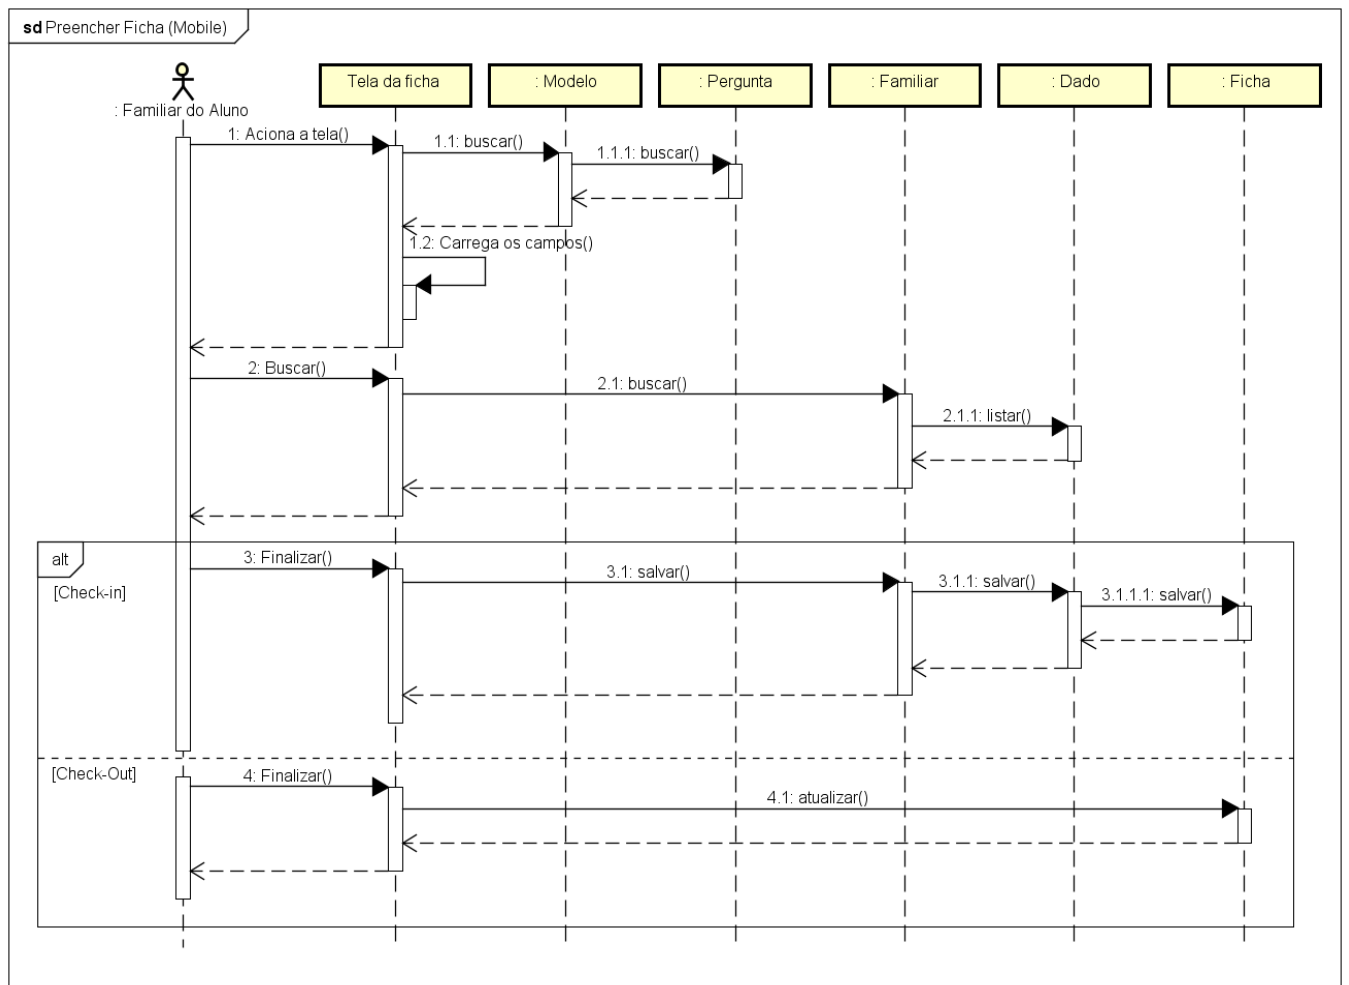 sd Preencher Ficha (Mobile)
: Familiar do Aluno
Tela da ficha
: Modelo
: Pergunta
: Familiar
: Dado
: Ficha
1: Aciona a tela()
1.1: buscar()
1.1.1: buscar()
1.2: Carrega os campos()
2: Buscar()
2.1: buscar()
2.1.1: listar()
alt
[Check-in]
3: Finalizar()
3.1: salvar()
3.1.1: salvar()
3.1.1.1: salvar()
[Check-Out]
4: Finalizar()
4.1: atualizar()